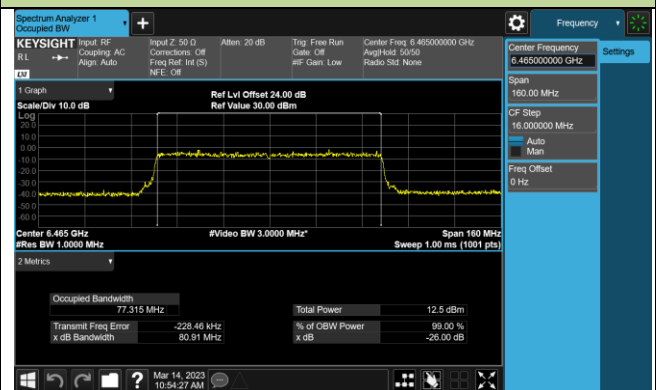 Spectrum Analyzer 1
Occupied BW
Frequency
KEYSIGHT
RL
LXI
Input: RF
Coupling: AC
Align: Auto
Input Z: 50 Ω
Corrections: Off
Freq Ref: Int (S)
NFE: Off
Atten: 20 dB
Trig: Free Run
Gate: Off
#IF Gain: Low
Center Freq: 6.465000000 GHz
Avg|Hold: 50/50
Radio Std: None
Center Frequency
6.465000000 GHz
Settings
Span
160.00 MHz
CF Step
16.000000 MHz
Auto
Man
Freq Offset
0 Hz
1 Graph
Scale/Div 10.0 dB
Ref Lvl Offset 24.00 dB
Ref Value 30.00 dBm
Log
20.0
10.0
0.00
-10.0
-20.0
-30.0
-40.0
-50.0
-60.0
Center 6.465 GHz
#Res BW 1.0000 MHz
#Video BW 3.0000 MHz*
Span 160 MHz
Sweep 1.00 ms (1001 pts)
2 Metrics
Occupied Bandwidth
77.315 MHz
Total Power 12.5 dBm
Transmit Freq Error -228.46 kHz
% of OBW Power 99.00 %
x dB Bandwidth 80.91 MHz
x dB -26.00 dB
?
Mar 14, 2023
10:54:27 AM